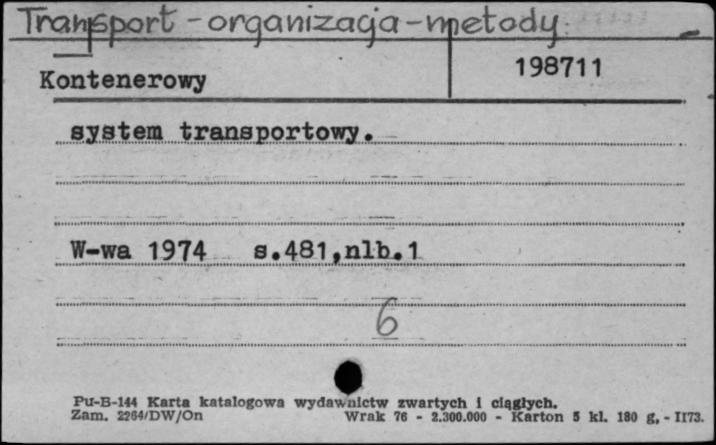 Transport - organizacja - metody.
Kontenerowy 198711
system transportowy.
W-wa 1974 s.481,nlb.1
6
Pu-B-144 Karta katalogowa wydawnictw zwartych i ciągłych.
Zam. 2264/DW/On Wrak 76 - 2.300.000 - Karton 5 kl. 180 g. - II73.